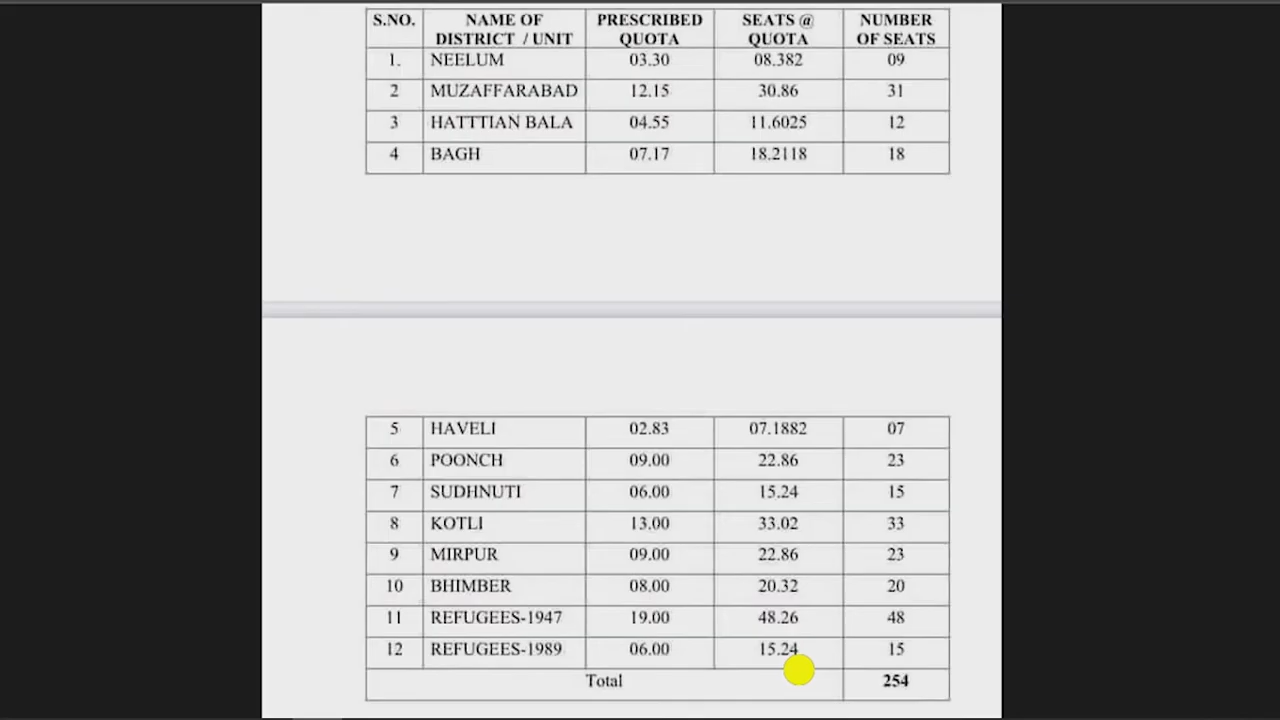 S.NO. NAME OF DISTRICT / UNIT PRESCRIBED QUOTA SEATS @ QUOTA NUMBER OF SEATS
1. NEELUM 03.30 08.382 09
2 MUZAFFARABAD 12.15 30.86 31
3 HATTTIAN BALA 04.55 11.6025 12
4 BAGH 07.17 18.2118 18
5 HAVELI 02.83 07.1882 07
6 POONCH 09.00 22.86 23
7 SUDHNUTI 06.00 15.24 15
8 KOTLI 13.00 33.02 33
9 MIRPUR 09.00 22.86 23
10 BHIMBER 08.00 20.32 20
11 REFUGEES-1947 19.00 48.26 48
12 REFUGEES-1989 06.00 15.24 15
Total 254